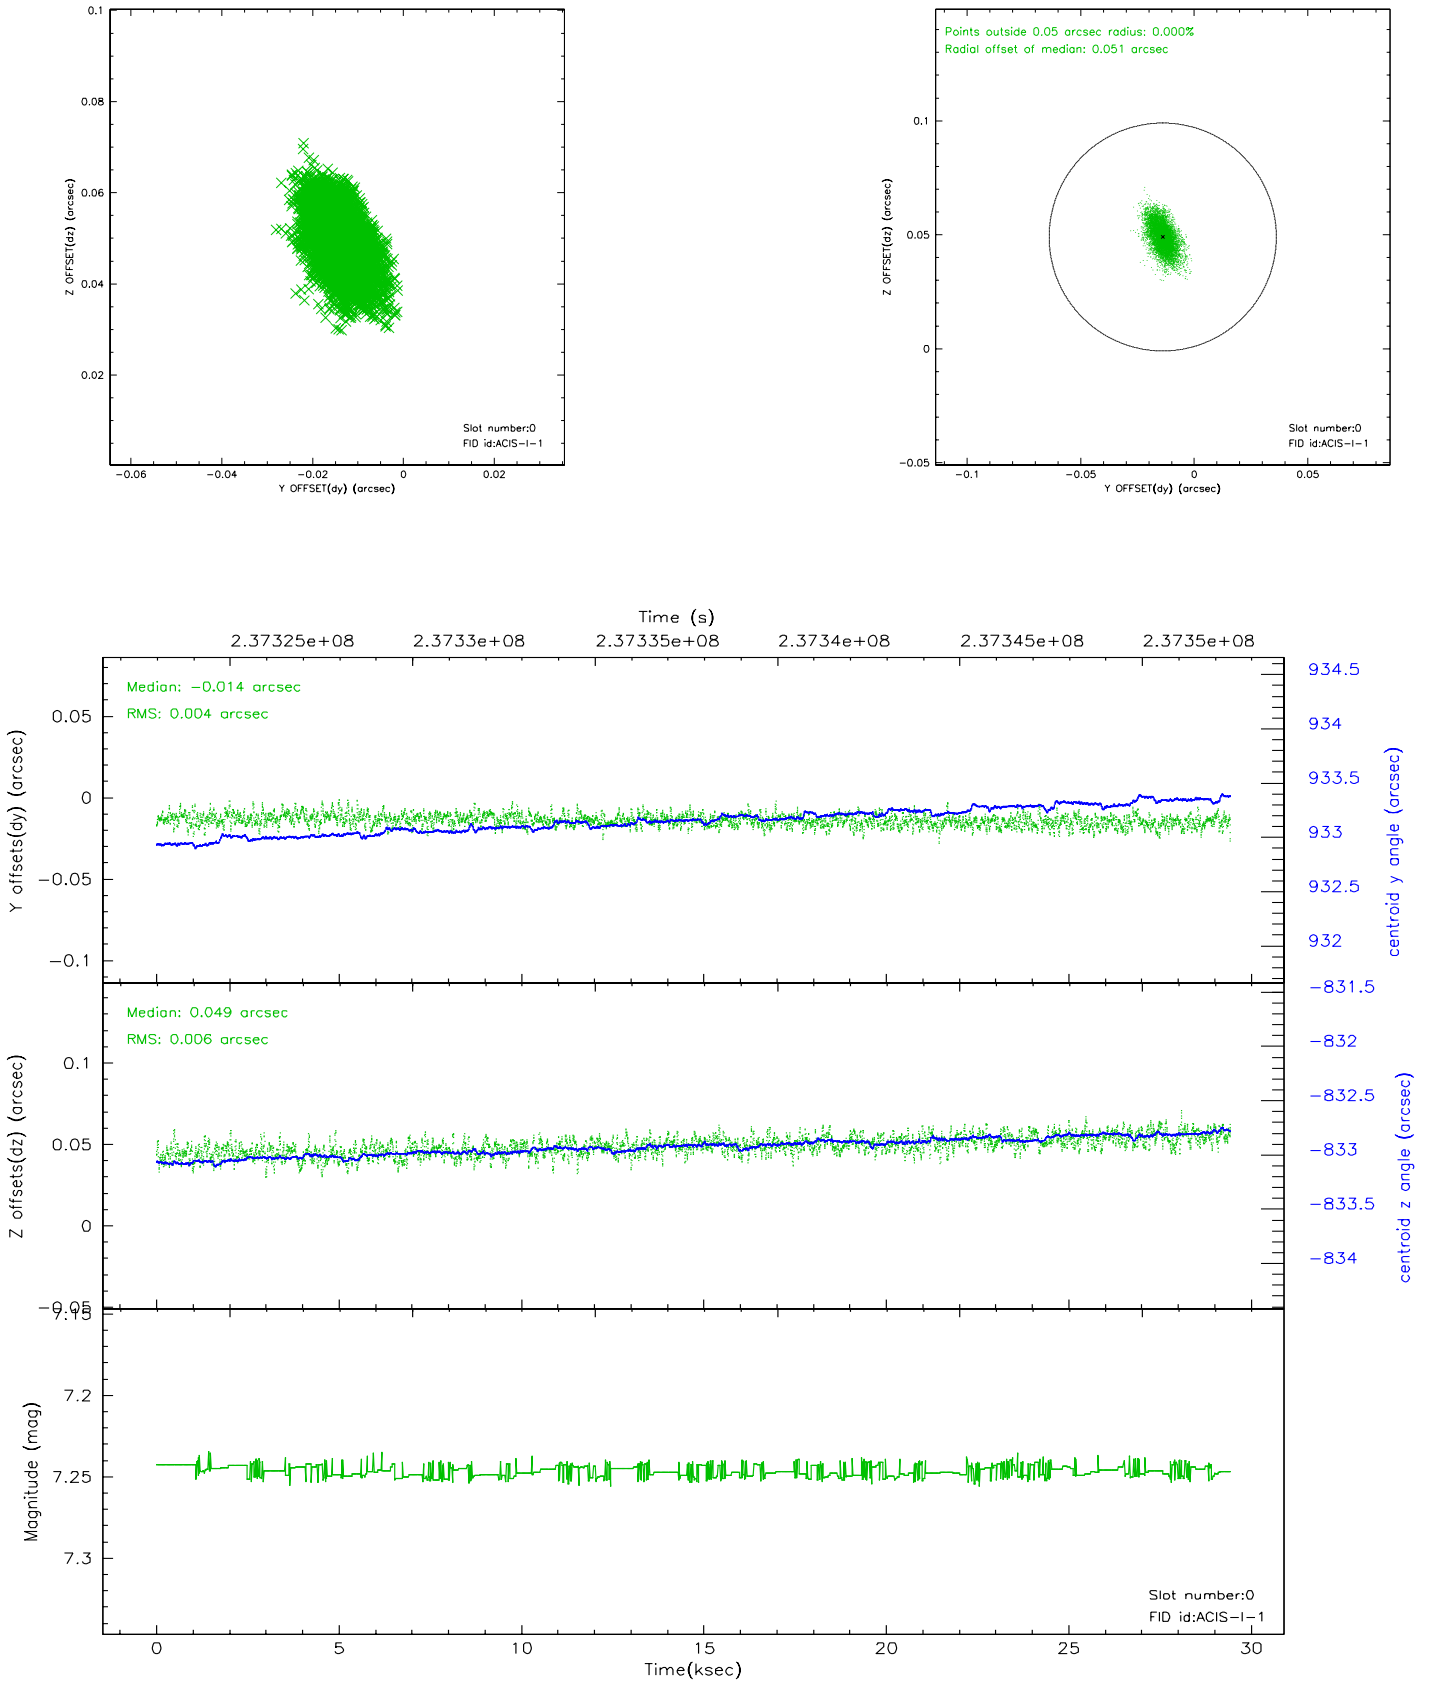 0.1
0.08
0.06
0.04
0.02
Z OFFSET(dz) (arcsec)
Slot number:0
FID id:ACIS-I-1
-0.06 -0.04 -0.02 0 0.02
Y OFFSET(dy) (arcsec)
Points outside 0.05 arcsec radius: 0.000%
Radial offset of median: 0.051 arcsec
0.1
0.05
0
-0.05
Z OFFSET(dz) (arcsec)
Slot number:0
FID id:ACIS-I-1
-0.1 -0.05 0 0.05
Y OFFSET(dy) (arcsec)
Time (s)
2.37325e+08 2.3733e+08 2.37335e+08 2.3734e+08 2.37345e+08 2.3735e+08
Median: -0.014 arcsec
RMS: 0.004 arcsec
0.05
0
-0.05
-0.1
Y offsets(dy) (arcsec)
934.5
934
933.5
933
932.5
932
centroid y angle (arcsec)
Median: 0.049 arcsec
RMS: 0.006 arcsec
0.1
0.05
0
-0.05
Z offsets(dz) (arcsec)
-831.5
-832
-832.5
-833
-833.5
-834
centroid z angle (arcsec)
7.15
7.2
7.25
7.3
Magnitude (mag)
Slot number:0
FID id:ACIS-I-1
0 5 10 15 20 25 30
Time(ksec)